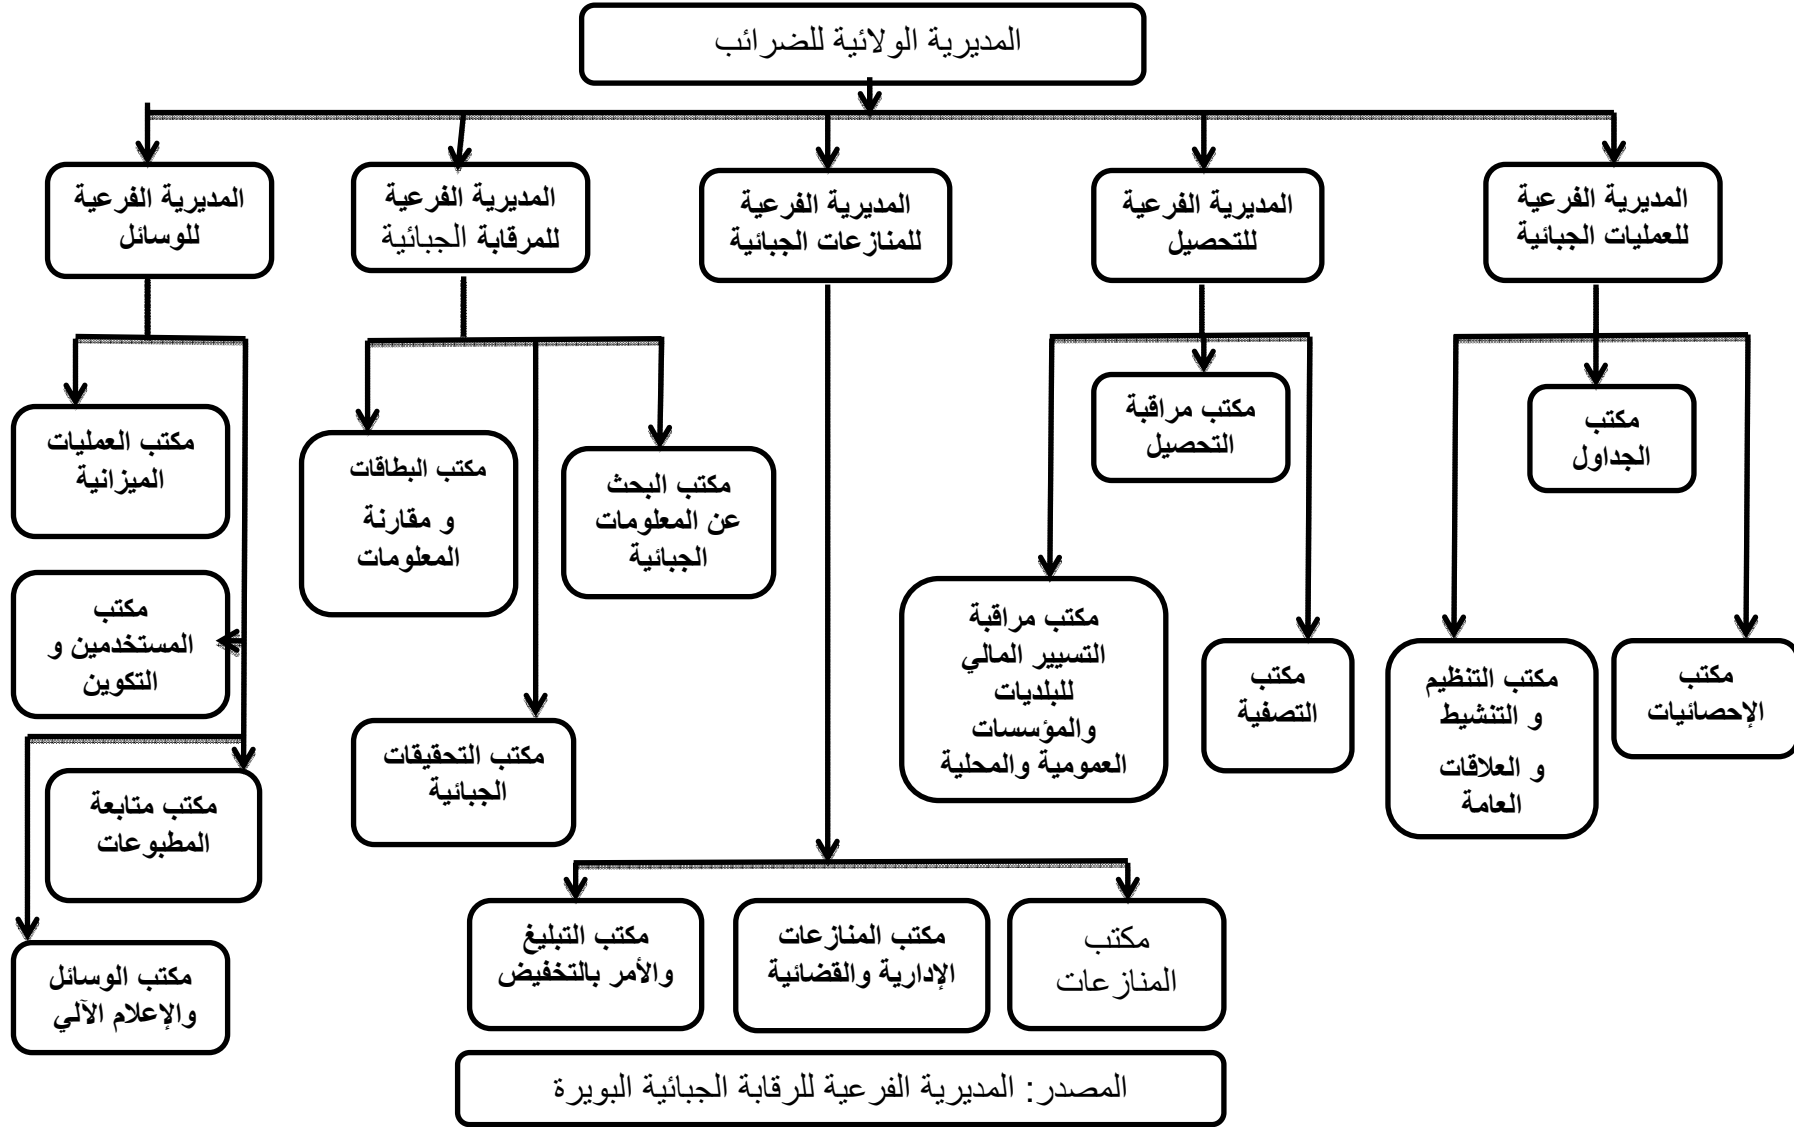 المديرية الولائية للضرائب
المديرية الفرعية
للعمليات الجبائية
المديرية الفرعية
للتحصيل
المديرية الفرعية
للمنازعات الجبائية
المديرية الفرعية
للمرقابة الجبائية
المديرية الفرعية
للوسائل
مكتب
الإحصائيات
مكتب
الجداول
مكتب التنظيم
و التنشيط
و العلاقات
العامة
مكتب
التصفية
مكتب مراقبة
التحصيل
مكتب مراقبة
التسيير المالي
للبلديات
والمؤسسات
العمومية والمحلية
مكتب
المنازعات
مكتب المنازعات
الإدارية والقضائية
مكتب التبليغ
والأمر بالتخفيض
مكتب البحث
عن المعلومات
الجبائية
مكتب التحقيقات
الجبائية
مكتب البطاقات
و مقارنة
المعلومات
مكتب العمليات
الميزانية
مكتب
المستخدمين و
التكوين
مكتب متابعة
المطبوعات
مكتب الوسائل
والإعلام الآلي
المصدر: المديرية الفرعية للرقابة الجبائية البويرة